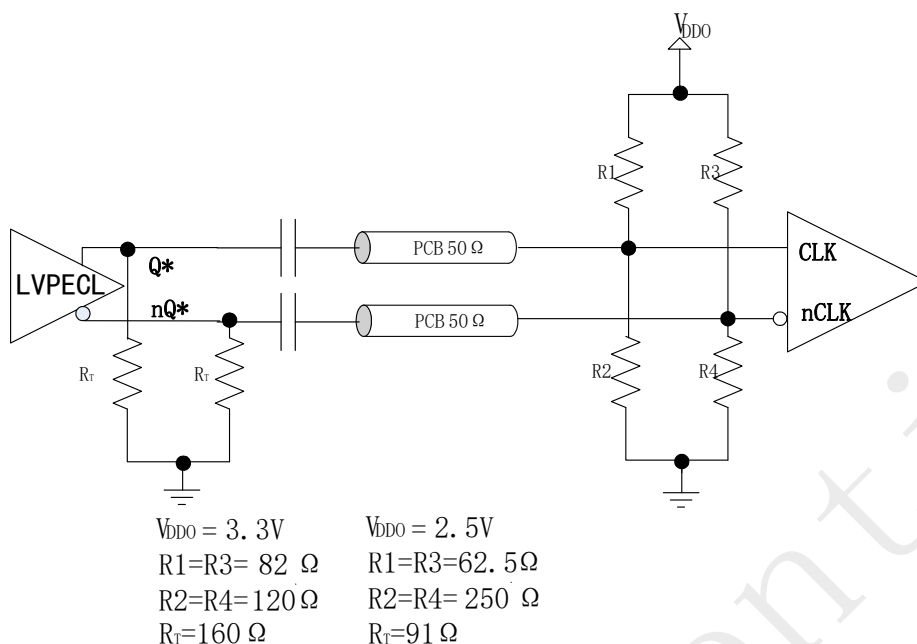 VDDO
R1
R3
PCB 50 Ω
CLK
Q*
LVPECL
nQ*
nCLK
PCB 50 Ω
RT
RT
R2
R4
VDDO = 3.3V
VDDO = 2.5V
R1=R3= 82 Ω
R1=R3=62.5Ω
R2=R4=120Ω
R2=R4= 250 Ω
RT=160 Ω
RT=91Ω